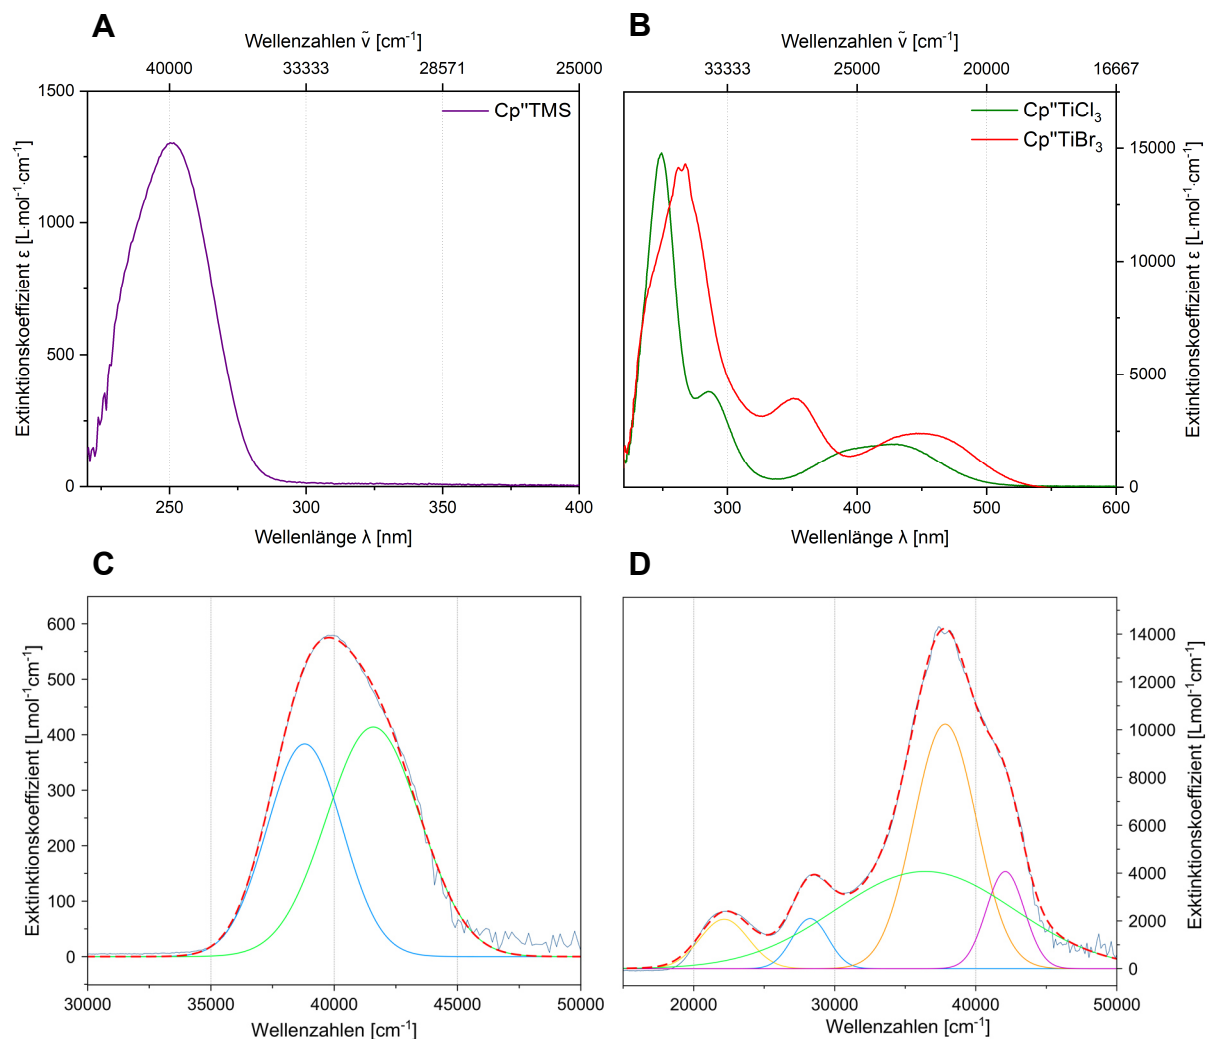 A
Wellenzahlen ṽ [cm⁻¹]
40000 33333 28571 25000
1500
1000
500
0
Extinktionskoeffizient ε [L·mol⁻¹·cm⁻¹]
Cp"TMS
250 300 350 400
Wellenlänge λ [nm]
B
Wellenzahlen ṽ [cm⁻¹]
33333 25000 20000 16667
Cp"TiCl₃
Cp"TiBr₃
15000
10000
5000
0
Extinktionskoeffizient ε [L·mol⁻¹·cm⁻¹]
300 400 500 600
Wellenlänge λ [nm]
C
600
500
400
300
200
100
0
Exktinktionskoeffizient [Lmol⁻¹cm⁻¹]
30000 35000 40000 45000 50000
Wellenzahlen [cm⁻¹]
D
14000
12000
10000
8000
6000
4000
2000
0
Exktinktionskoeffizient [Lmol⁻¹cm⁻¹]
20000 30000 40000 50000
Wellenzahlen [cm⁻¹]